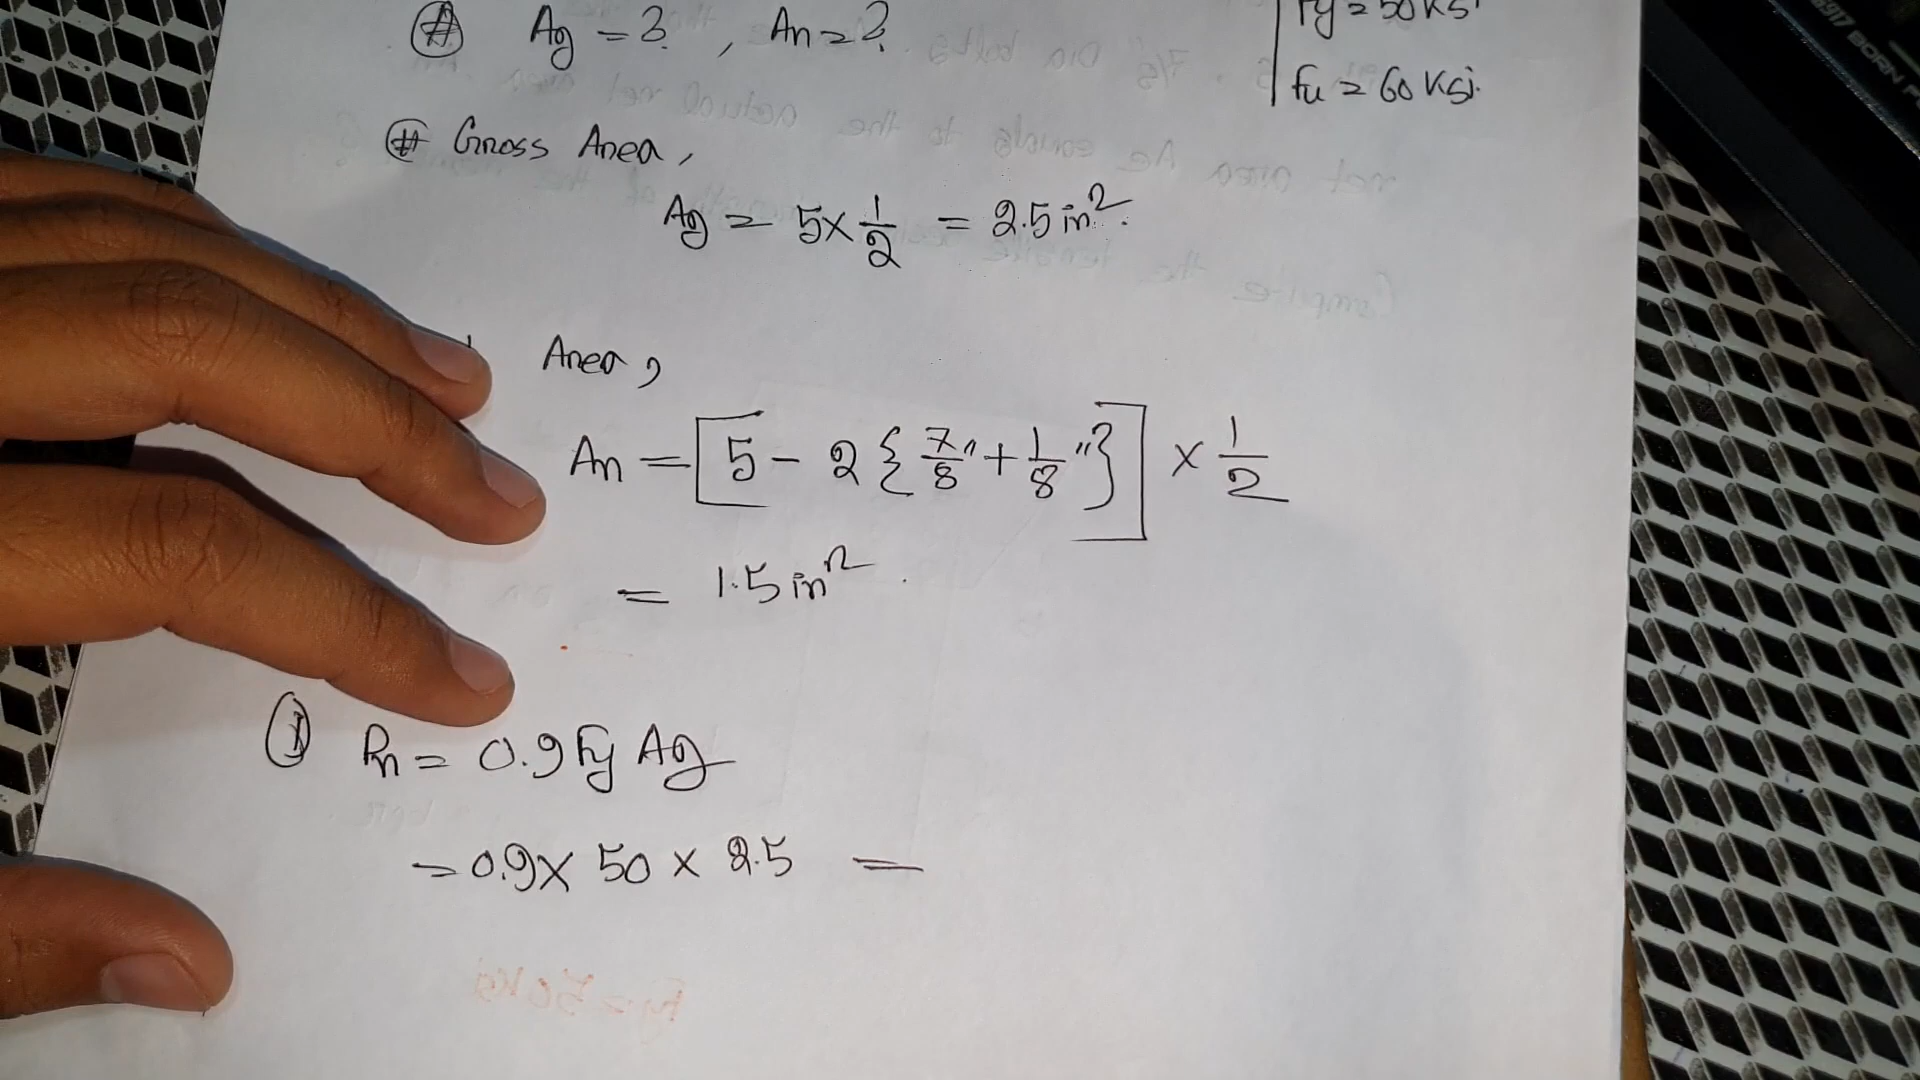 # Ag = ?, An = ?
Fy = 50 ksi
Fu = 60 Ksi.
# Gross Area,
Ag = 5 x 1/2 = 2.5 in².
Area,
An = [5 - 2 {7/8" + 1/8"}] x 1/2
= 1.5 in².
① Pn = 0.9 Fy Ag
= 0.9 x 50 x 2.5 =